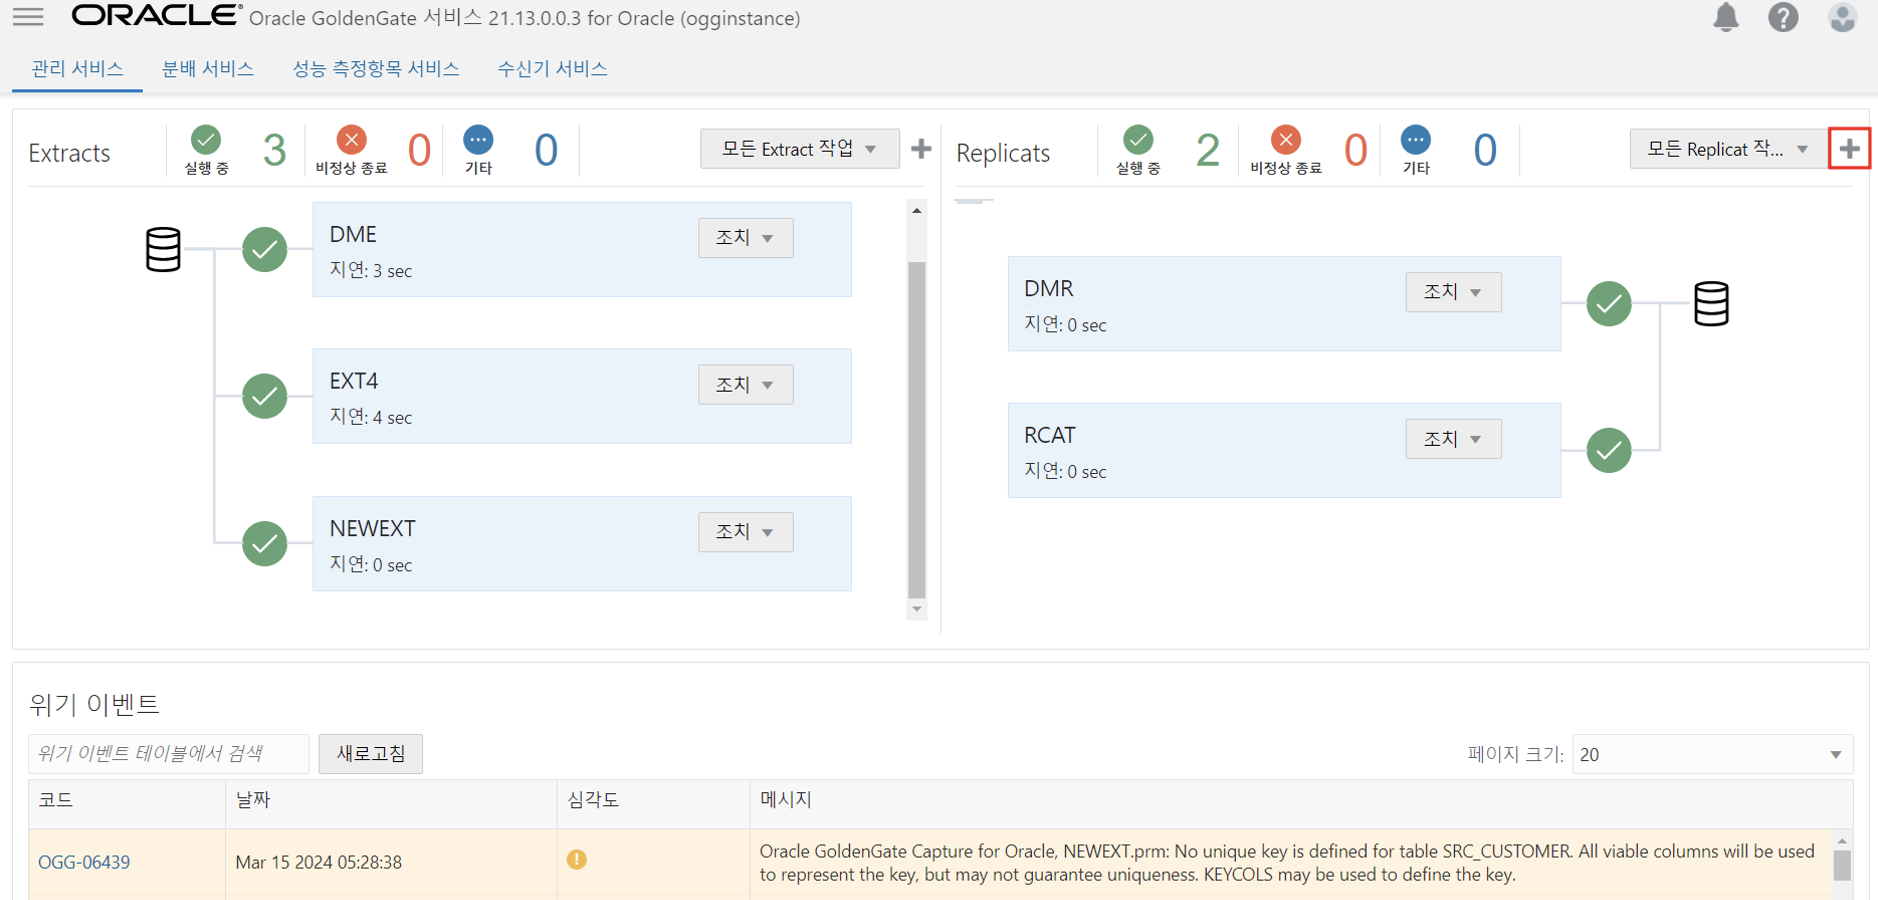 ORACLE® Oracle GoldenGate 서비스 21.13.0.0.3 for Oracle (ogginstance)
관리 서비스 분배 서비스 성능 측정항목 서비스 수신기 서비스
Extracts 실행 중 3 비정상 종료 0 기타 0 모든 Extract 작업
DME 조치
지연: 3 sec
EXT4 조치
지연: 4 sec
NEWEXT 조치
지연: 0 sec
Replicats 실행 중 2 비정상 종료 0 기타 0 모든 Replicat 작...
DMR 조치
지연: 0 sec
RCAT 조치
지연: 0 sec
위기 이벤트
위기 이벤트 테이블에서 검색 새로고침 페이지 크기: 20
코드 날짜 심각도 메시지
OGG-06439 Mar 15 2024 05:28:38 Oracle GoldenGate Capture for Oracle, NEWEXT.prm: No unique key is defined for table SRC_CUSTOMER. All viable columns will be used
to represent the key, but may not guarantee uniqueness. KEYCOLS may be used to define the key.